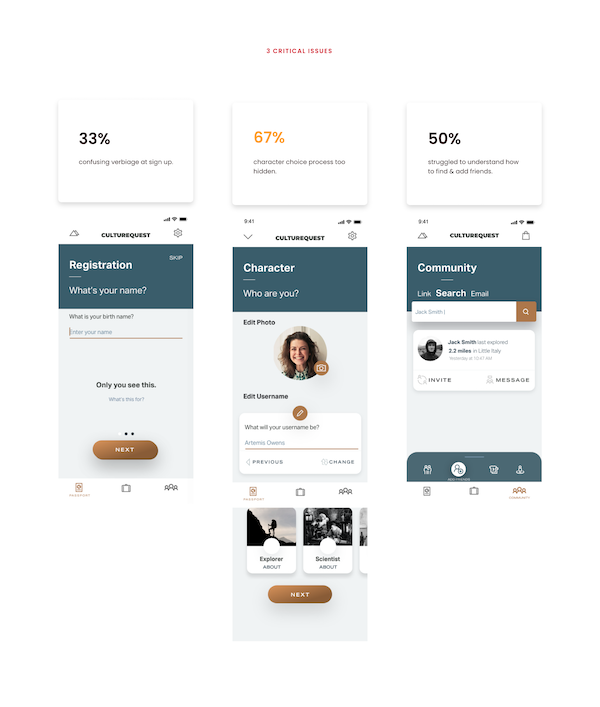 3 CRITICAL ISSUES
33%
confusing verbiage at sign up.
67%
character choice process too
hidden.
50%
struggled to understand how
to find & add friends.
CULTUREQUEST
SKIP
Registration
What's your name?
What is your birth name?
Enter your name
Only you see this.
What's this for?
NEXT
PASSPORT
9:41
CULTUREQUEST
Character
Who are you?
Edit Photo
Edit Username
What will your username be?
Artemis Owens
PREVIOUS
CHANGE
PASSPORT
Explorer
ABOUT
Scientist
ABOUT
NEXT
9:41
CULTUREQUEST
Community
Link Search Email
Jack Smith
Jack Smith last explored
2.2 miles in Little Italy
Yesterday at 10:47 AM
INVITE
MESSAGE
ADD FRIENDS
COMMUNITY